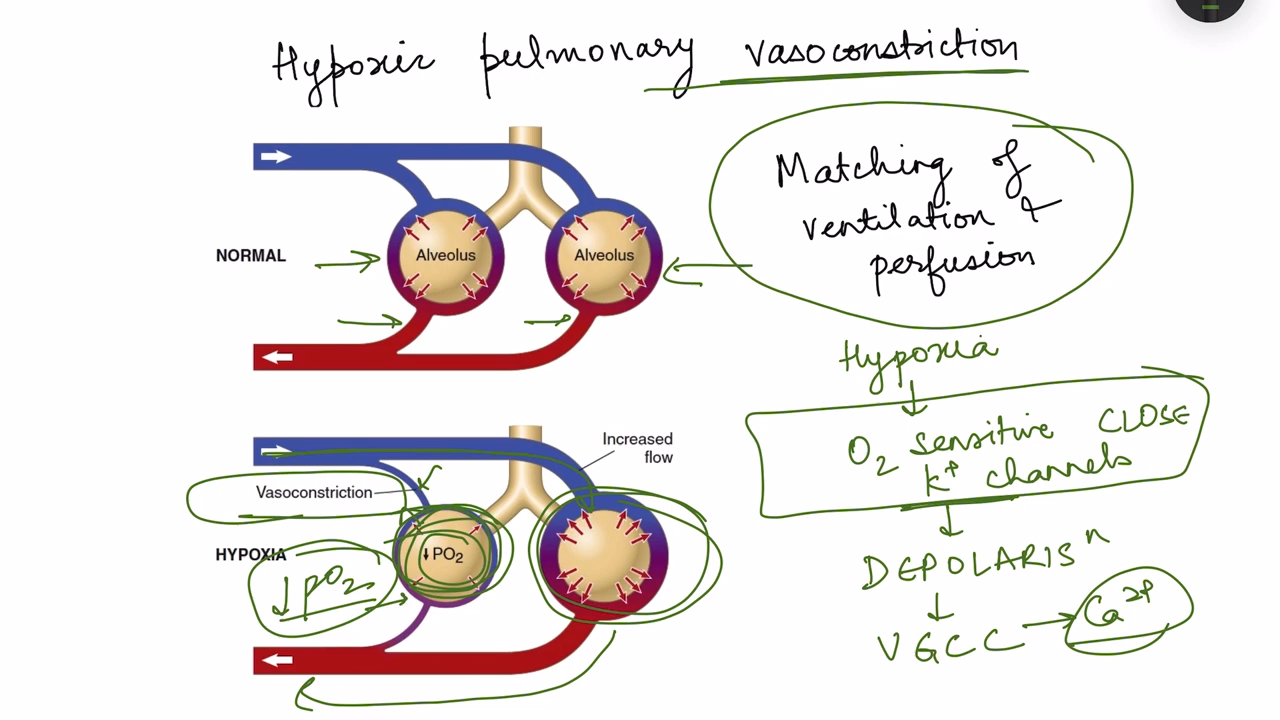 Hypoxic pulmonary vasoconstriction
NORMAL
Alveolus
Alveolus
Matching of
ventilation &
perfusion
Hypoxia
↓
O2 sensitive CLOSE
K+ channels
↓
DEPOLARISn
↓
VGCC → Ca2+
Increased
flow
Vasoconstriction
HYPOXIA
↓PO2
↓ PO2